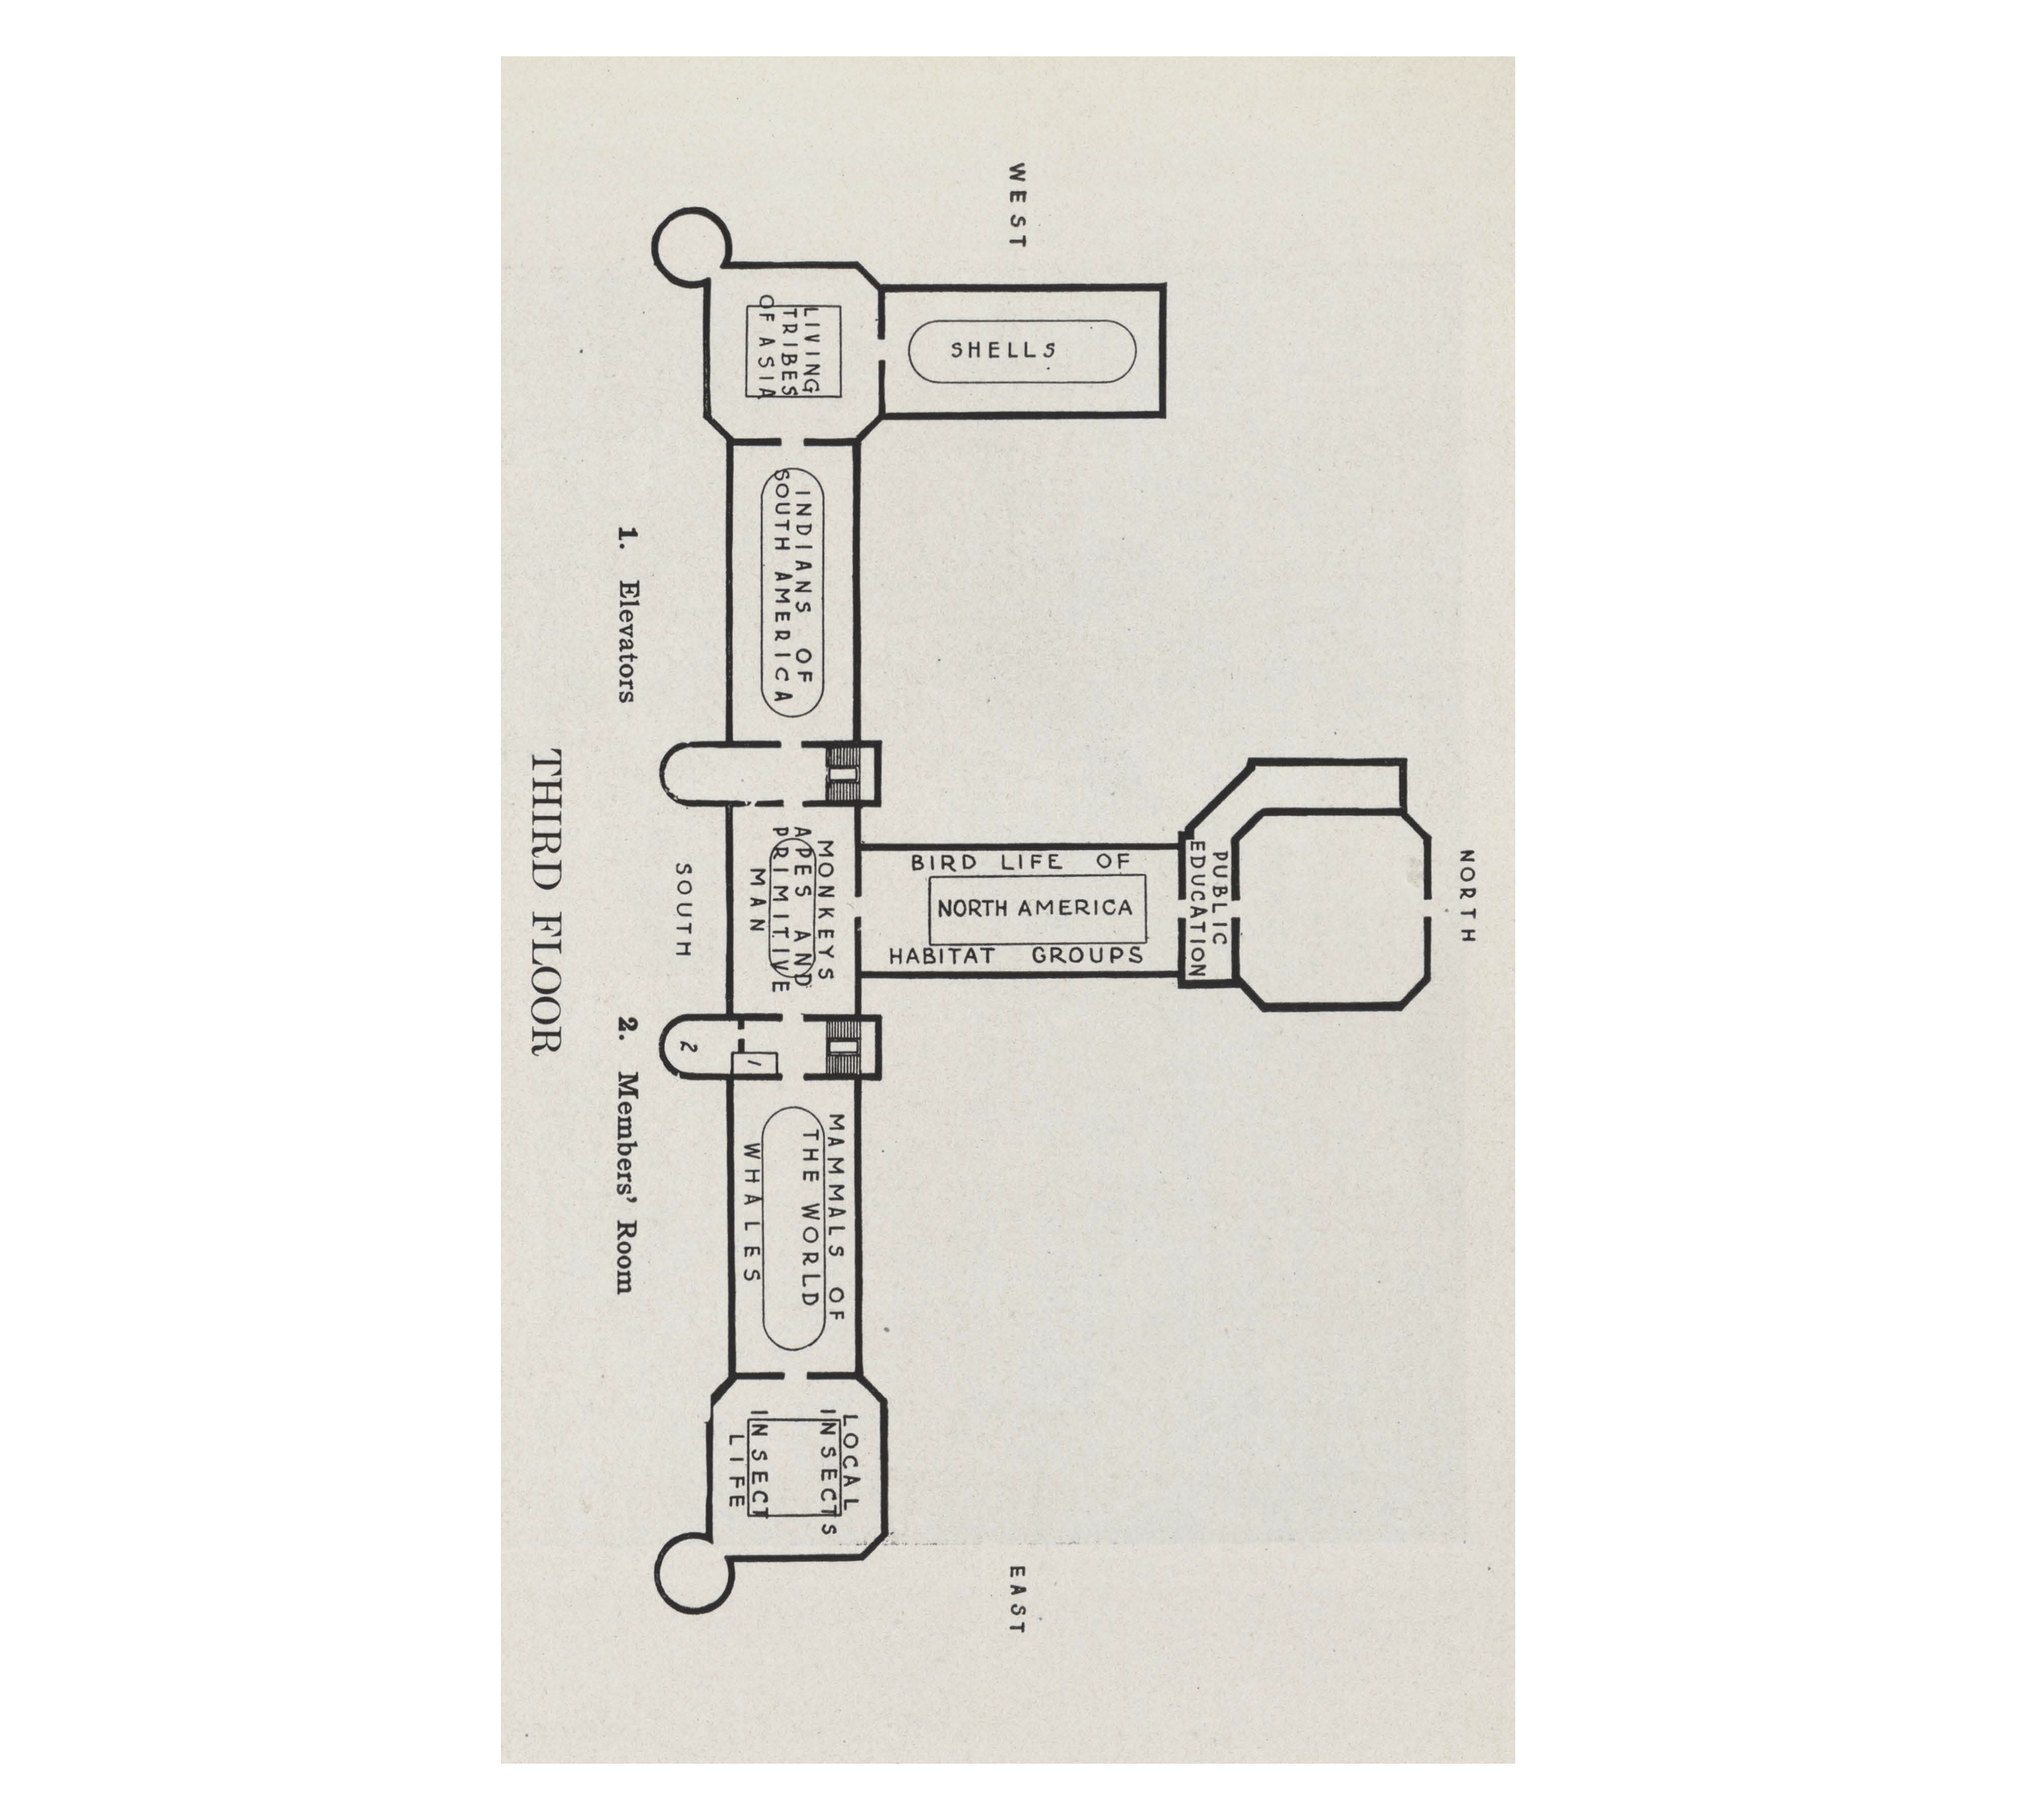 NORTH
WEST
EAST
SOUTH
PUBLIC
EDUCATION
SHELLS
BIRD LIFE OF
NORTH AMERICA
HABITAT GROUPS
LIVING
TRIBES
OF ASIA
INDIANS OF
SOUTH AMERICA
MONKEYS
APES AND
PRIMITIVE
MAN
1
2
MAMMALS OF
THE WORLD
WHALES
LOCAL
INSECTS
INSECT
LIFE
1. Elevators
2. Members' Room
THIRD FLOOR